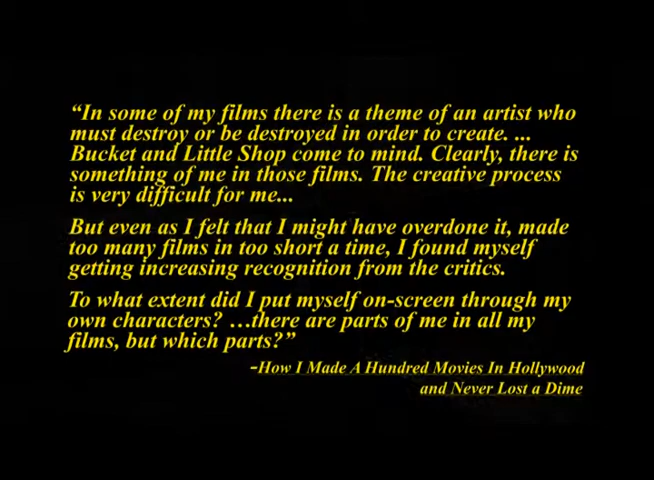 “In some of my films there is a theme of an artist who
must destroy or be destroyed in order to create. ...
Bucket and Little Shop come to mind. Clearly, there is
something of me in those films. The creative process
is very difficult for me...
But even as I felt that I might have overdone it, made
too many films in too short a time, I found myself
getting increasing recognition from the critics.
To what extent did I put myself on-screen through my
own characters? …there are parts of me in all my
films, but which parts?”
-How I Made A Hundred Movies In Hollywood
and Never Lost a Dime